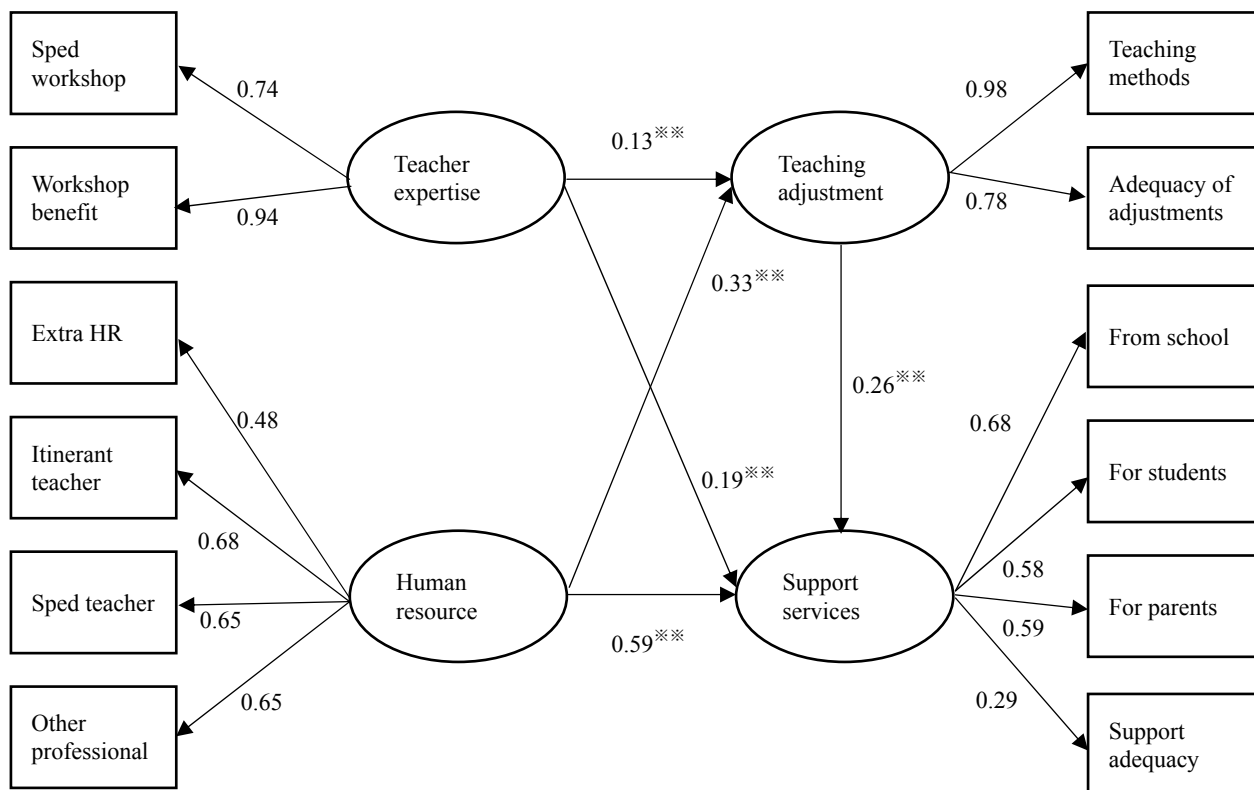 Sped
workshop
Workshop
benefit
Extra HR
Itinerant
teacher
Sped teacher
Other
professional
0.74
0.94
0.48
0.68
0.65
0.65
Teacher
expertise
Human
resource
0.13※※
0.33※※
0.19※※
0.59※※
Teaching
adjustment
0.26※※
Support
services
0.98
0.78
0.68
0.58
0.59
0.29
Teaching
methods
Adequacy of
adjustments
From school
For students
For parents
Support
adequacy